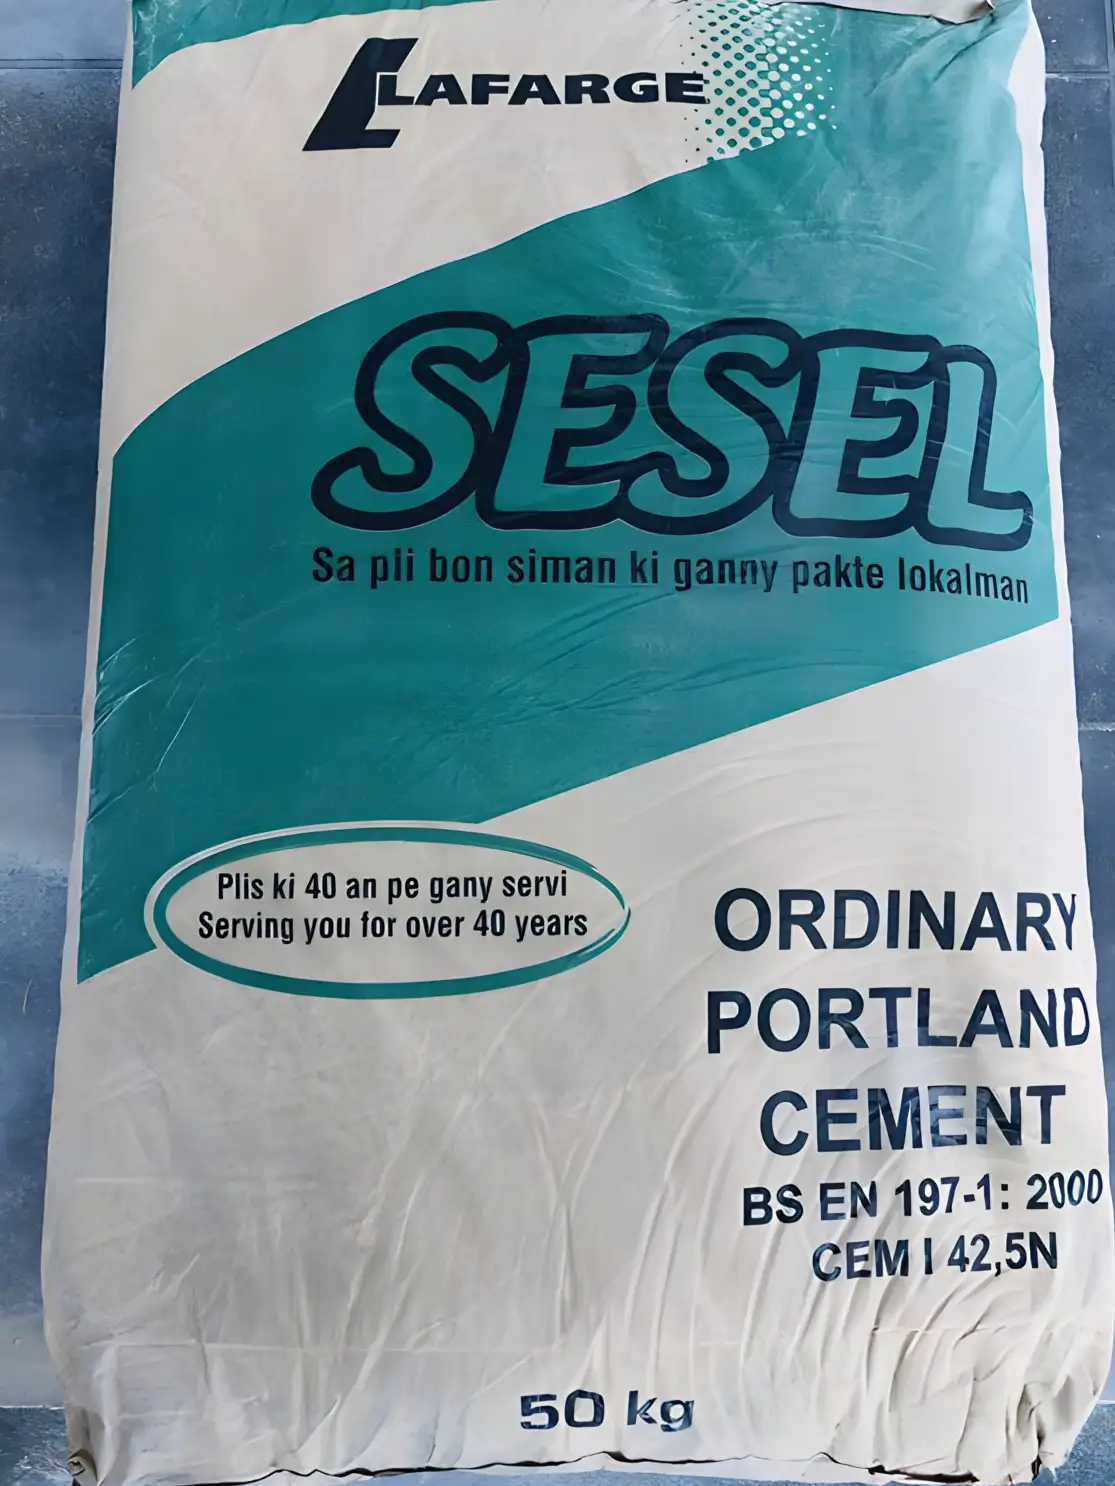 LAFARGE
SESEL
Sa pli bon siman ki ganny pakte lokalman
Plis ki 40 an pe gany servi
Serving you for over 40 years
ORDINARY
PORTLAND
CEMENT
BS EN 197-1: 2000
CEM I 42,5N
50 kg